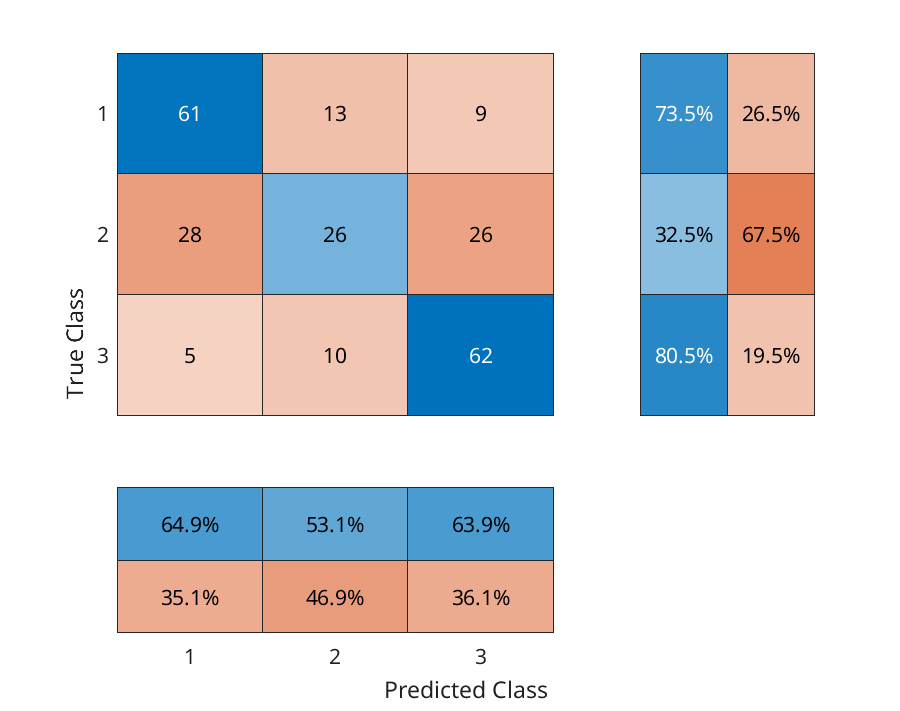 1 61 13 9 73.5% 26.5%
2 28 26 26 32.5% 67.5%
3 5 10 62 80.5% 19.5%
True Class
64.9% 53.1% 63.9%
35.1% 46.9% 36.1%
1 2 3
Predicted Class